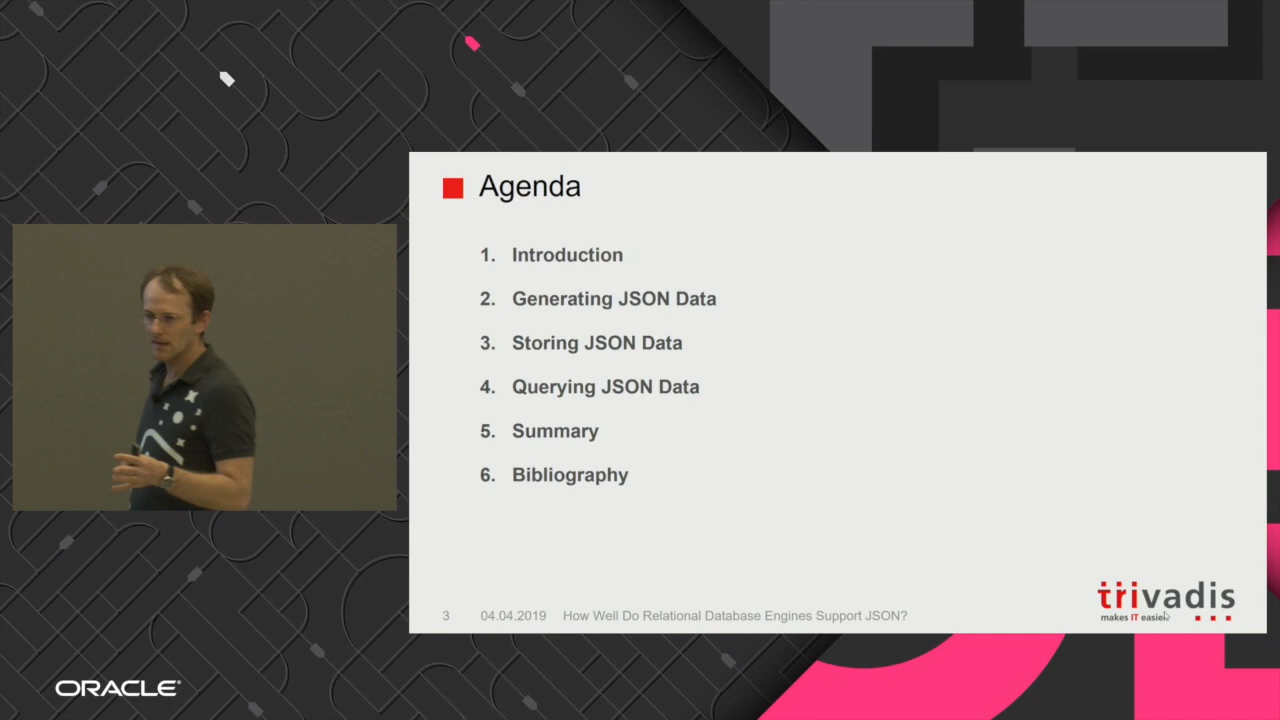 Agenda
1. Introduction
2. Generating JSON Data
3. Storing JSON Data
4. Querying JSON Data
5. Summary
6. Bibliography
3 04.04.2019 How Well Do Relational Database Engines Support JSON?
trivadis
makes IT easier.
ORACLE®